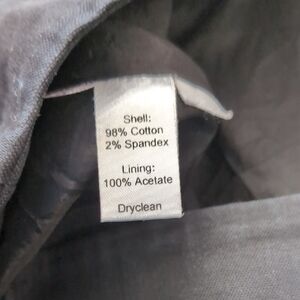 Shell:
98% Cotton
2% Spandex
Lining:
100% Acetate
Dryclean